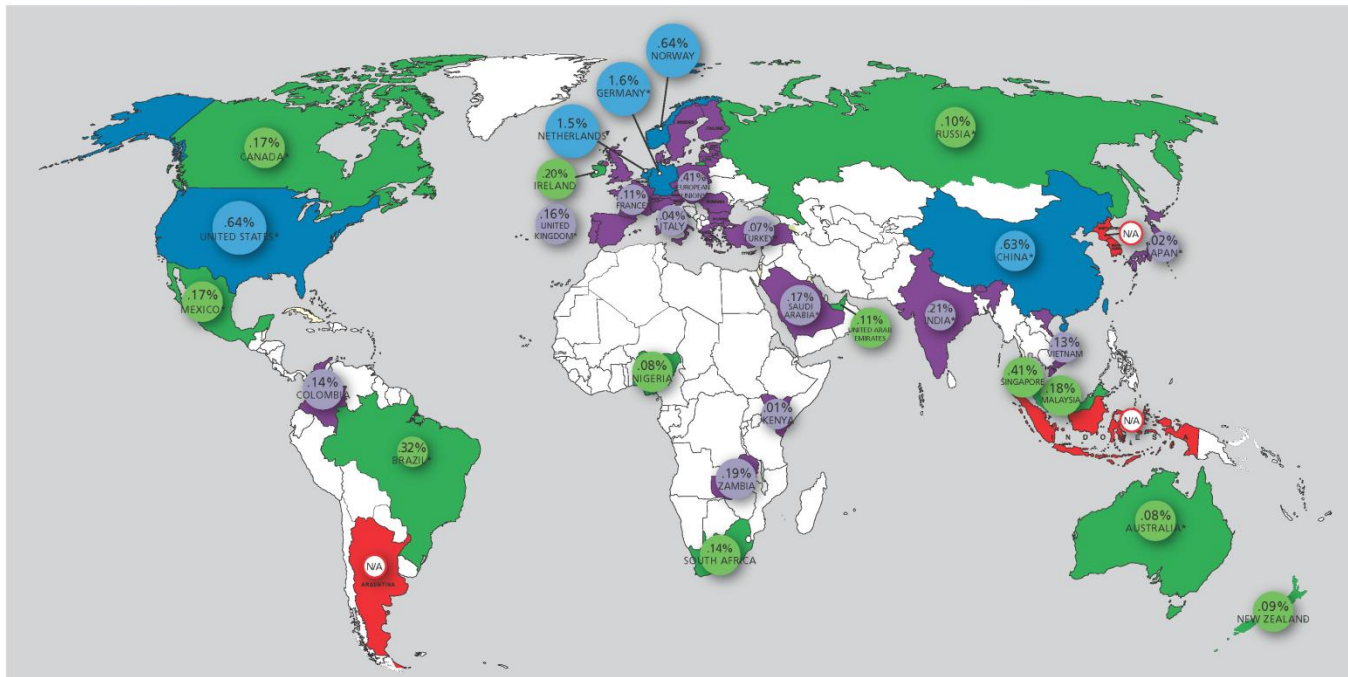 .64%
NORWAY
1.6%
GERMANY*
1.5%
NETHERLANDS*
.20%
IRELAND
.16%
UNITED
KINGDOM*
.11%
FRANCE
.41%
EUROPEAN
UNION*
.04%
ITALY
.07%
TURKEY
.17%
CANADA*
.64%
UNITED STATES*
.17%
MEXICO*
.14%
COLOMBIA
.32%
BRAZIL*
N/A
ARGENTINA
.10%
RUSSIA*
.63%
CHINA*
N/A
.02%
JAPAN*
.17%
SAUDI
ARABIA*
.11%
UNITED ARAB
EMIRATES
.21%
INDIA*
.13%
VIETNAM
.41%
SINGAPORE
.18%
MALAYSIA
N/A
INDONESIA
.08%
NIGERIA
.01%
KENYA
.19%
ZAMBIA
.14%
SOUTH AFRICA
.08%
AUSTRALIA*
.09%
NEW ZEALAND